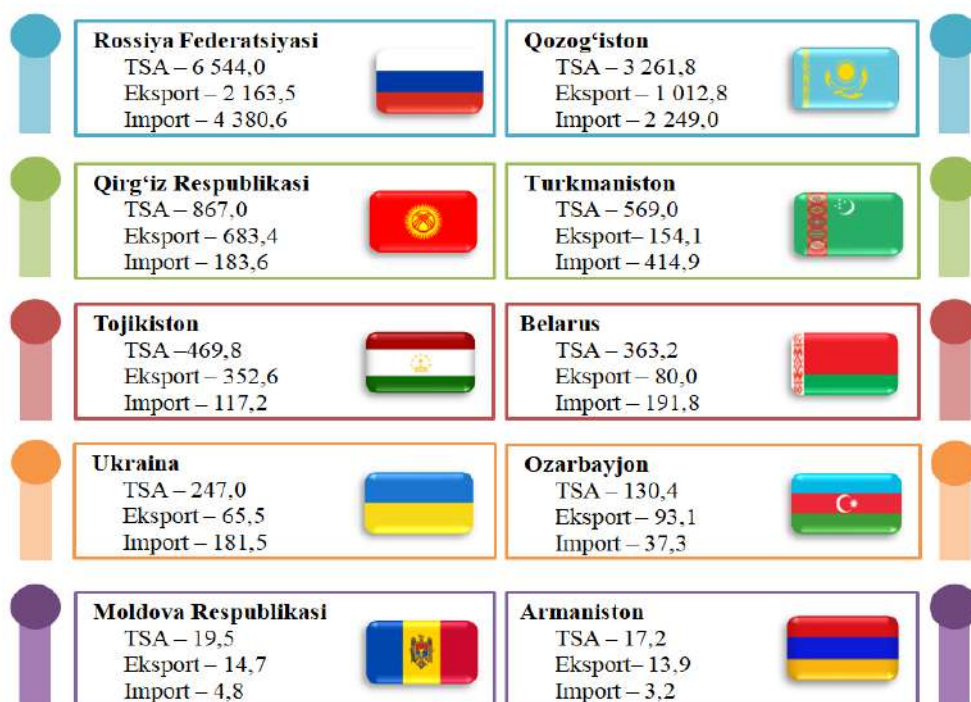 Rossiya Federatsiyasi
TSA – 6 544,0
Eksport – 2 163,5
Import – 4 380,6
Qozog‘iston
TSA – 3 261,8
Eksport – 1 012,8
Import – 2 249,0
Qirg‘iz Respublikasi
TSA – 867,0
Eksport – 683,4
Import – 183,6
Turkmaniston
TSA – 569,0
Eksport– 154,1
Import – 414,9
Tojikiston
TSA –469,8
Eksport – 352,6
Import – 117,2
Belarus
TSA – 363,2
Eksport – 80,0
Import – 191,8
Ukraina
TSA – 247,0
Eksport – 65,5
Import – 181,5
Ozarbayjon
TSA – 130,4
Eksport – 93,1
Import – 37,3
Moldova Respublikasi
TSA – 19,5
Eksport – 14,7
Import – 4,8
Armaniston
TSA – 17,2
Eksport– 13,9
Import – 3,2